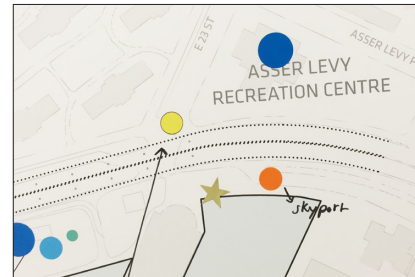 E 23 ST
ASSER LEVY P
ASSER LEVY
RECREATION CENTRE
skyport